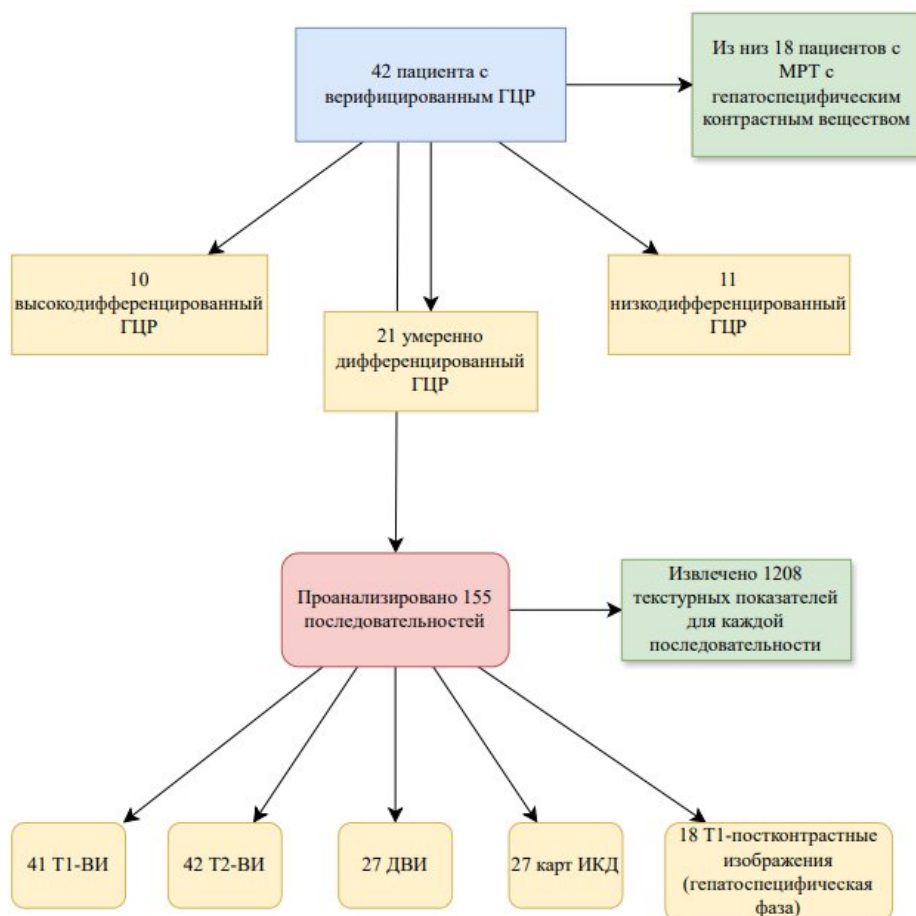 42 пациента с
верифицированным ГЦР
Из низ 18 пациентов с
МРТ с
гепатоспецифическим
контрастным веществом
10
высокодифференцированный
ГЦР
21 умеренно
дифференцированный
ГЦР
11
низкодифференцированный
ГЦР
Проанализировано 155
последовательностей
Извлечено 1208
текстурных показателей
для каждой
последовательности
41 Т1-ВИ
42 Т2-ВИ
27 ДВИ
27 карт ИКД
18 Т1-постконтрастные
изображения
(гепатоспецифическая
фаза)